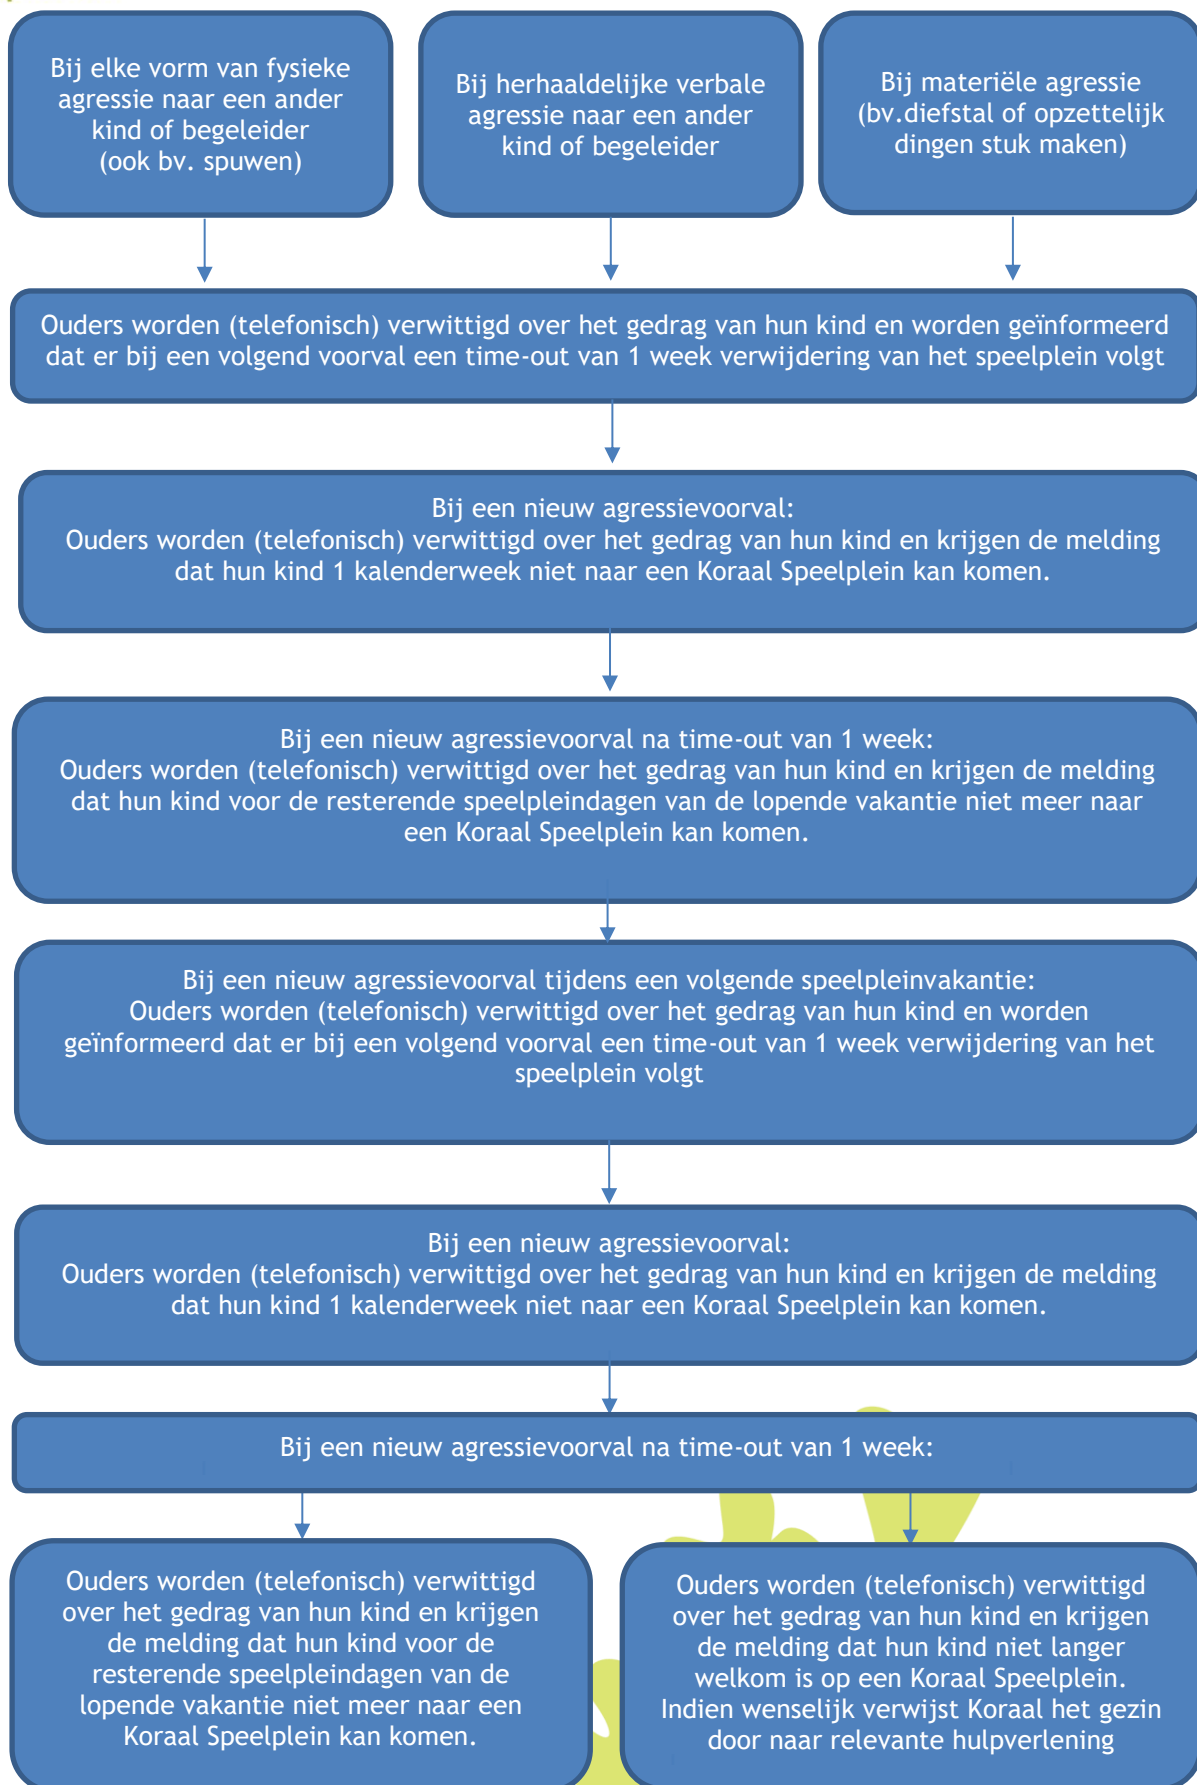 Bij elke vorm van fysieke
agressie naar een ander
kind of begeleider
(ook bv. spuwen)
Bij herhaaldelijke verbale
agressie naar een ander
kind of begeleider
Bij materiële agressie
(bv.diefstal of opzettelijk
dingen stuk maken)
Ouders worden (telefonisch) verwittigd over het gedrag van hun kind en worden geïnformeerd
dat er bij een volgend voorval een time-out van 1 week verwijdering van het speelplein volgt
Bij een nieuw agressievoorval:
Ouders worden (telefonisch) verwittigd over het gedrag van hun kind en krijgen de melding
dat hun kind 1 kalenderweek niet naar een Koraal Speelplein kan komen.
Bij een nieuw agressievoorval na time-out van 1 week:
Ouders worden (telefonisch) verwittigd over het gedrag van hun kind en krijgen de melding
dat hun kind voor de resterende speelpleindagen van de lopende vakantie niet meer naar
een Koraal Speelplein kan komen.
Bij een nieuw agressievoorval tijdens een volgende speelpleinvakantie:
Ouders worden (telefonisch) verwittigd over het gedrag van hun kind en worden
geïnformeerd dat er bij een volgend voorval een time-out van 1 week verwijdering van het
speelplein volgt
Bij een nieuw agressievoorval:
Ouders worden (telefonisch) verwittigd over het gedrag van hun kind en krijgen de melding
dat hun kind 1 kalenderweek niet naar een Koraal Speelplein kan komen.
Bij een nieuw agressievoorval na time-out van 1 week:
Ouders worden (telefonisch) verwittigd
over het gedrag van hun kind en krijgen
de melding dat hun kind voor de
resterende speelpleindagen van de
lopende vakantie niet meer naar een
Koraal Speelplein kan komen.
Ouders worden (telefonisch) verwittigd
over het gedrag van hun kind en krijgen
de melding dat hun kind niet langer
welkom is op een Koraal Speelplein.
Indien wenselijk verwijst Koraal het gezin
door naar relevante hulpverlening